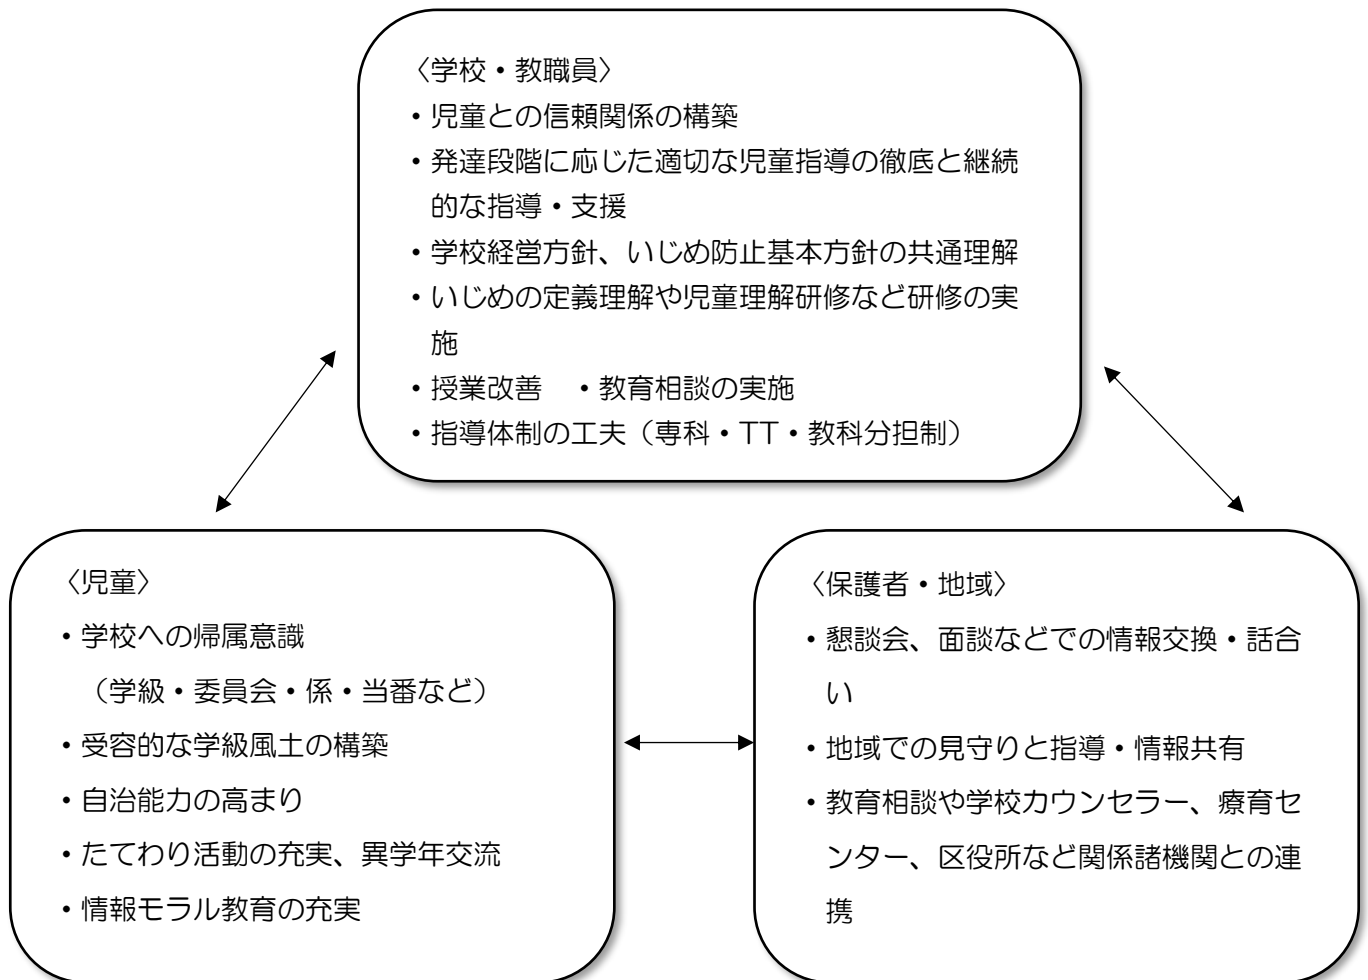 〈学校・教職員〉
・児童との信頼関係の構築
・発達段階に応じた適切な児童指導の徹底と継続
的な指導・支援
・学校経営方針、いじめ防止基本方針の共通理解
・いじめの定義理解や児童理解研修など研修の実
施
・授業改善　・教育相談の実施
・指導体制の工夫（専科・TT・教科分担制）
〈児童〉
・学校への帰属意識
（学級・委員会・係・当番など）
・受容的な学級風土の構築
・自治能力の高まり
・たてわり活動の充実、異学年交流
・情報モラル教育の充実
〈保護者・地域〉
・懇談会、面談などでの情報交換・話合
い
・地域での見守りと指導・情報共有
・教育相談や学校カウンセラー、療育セ
ンター、区役所など関係諸機関との連
携